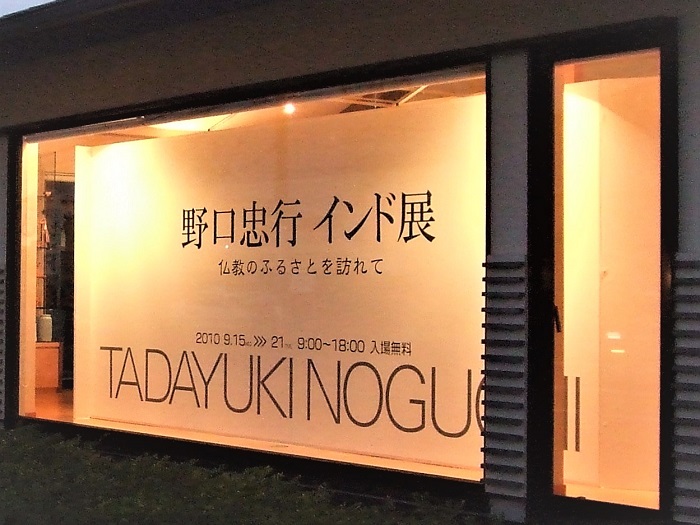 野口忠行 インド展
仏教のふるさとを訪れて
2010 9.15 >>> 21 9:00~18:00 入場無料
TADAYUKI NOGU